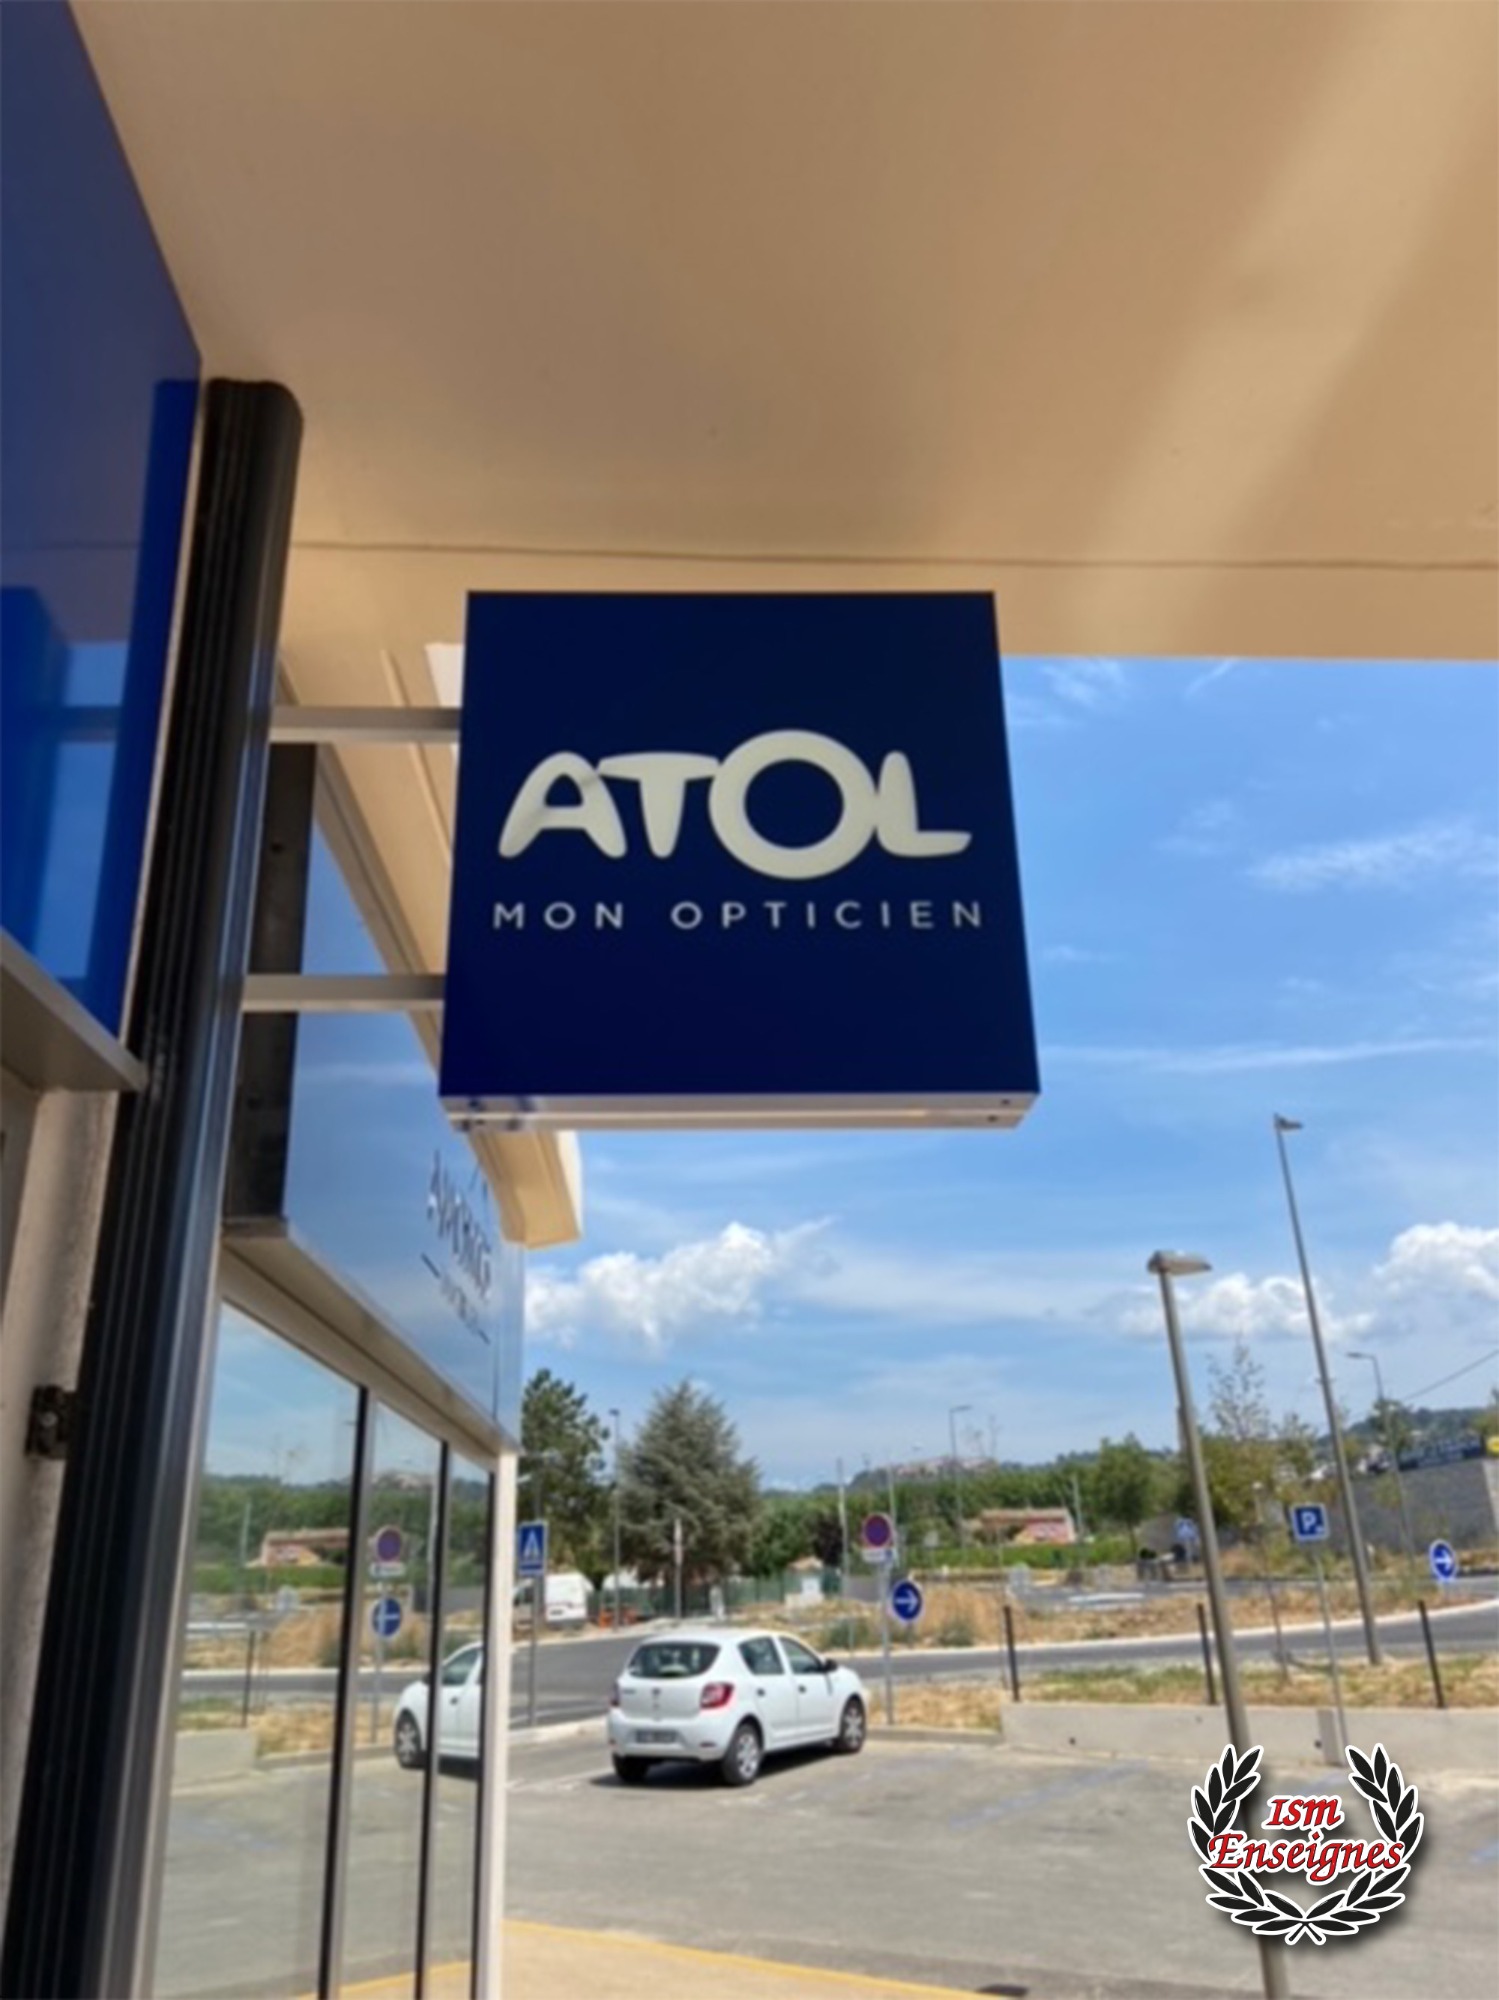 ATOL
MON OPTICIEN
P
Ism
Enseignes